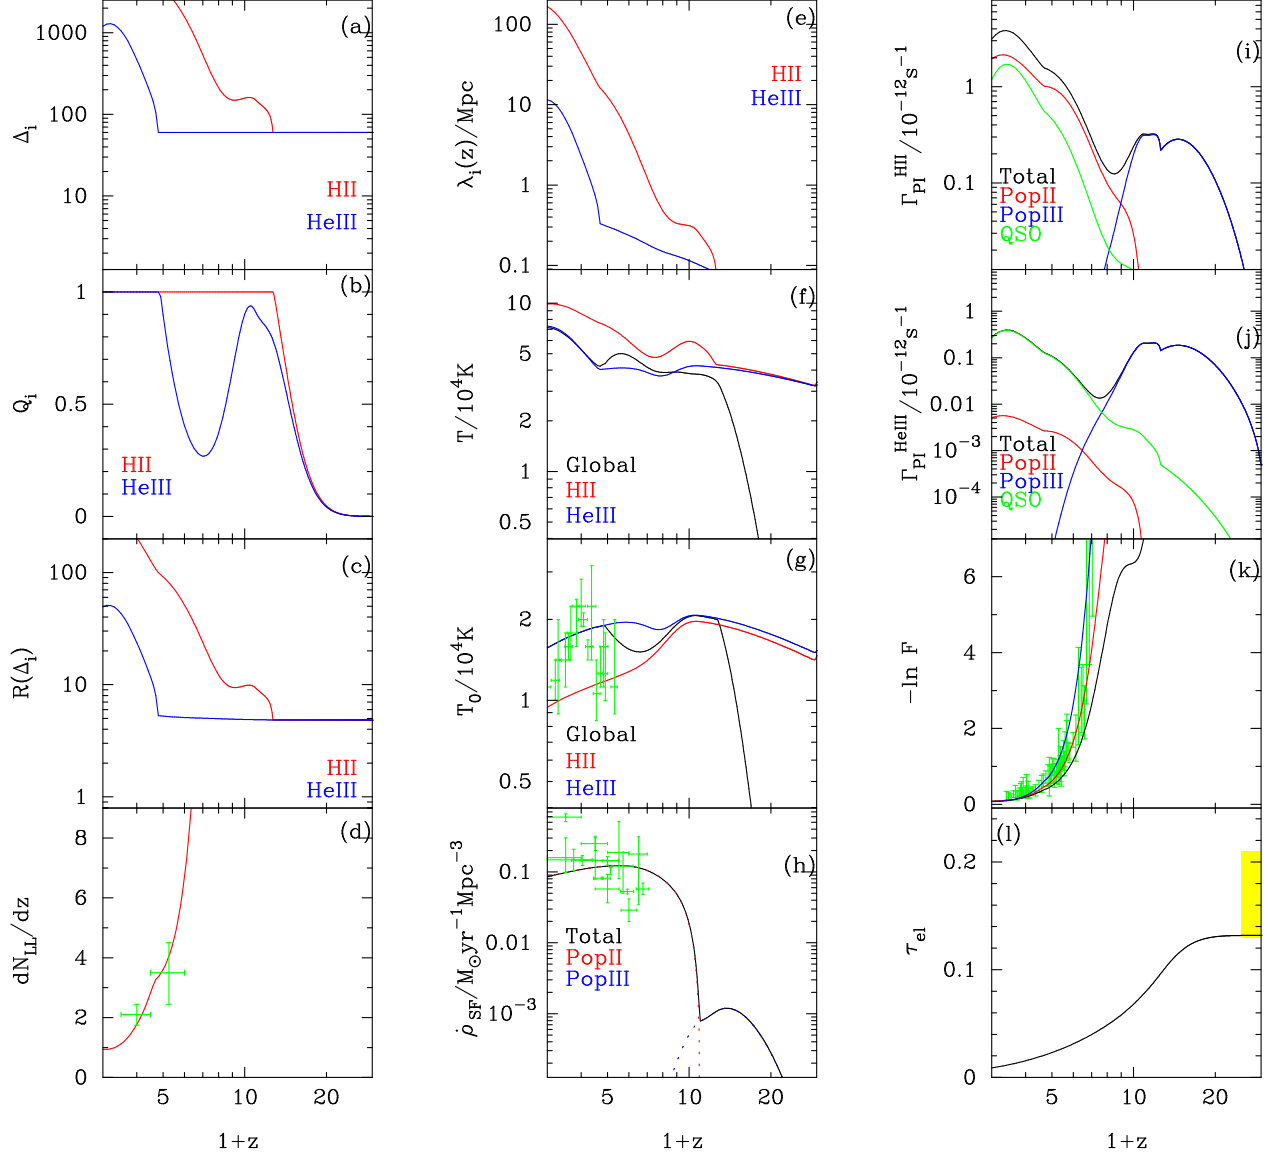 (a)
1000
100
10
Δi
HII
HeIII
(b)
1
0.5
0
Qi
HII
HeIII
(c)
100
10
1
R(Δi)
HII
HeIII
(d)
8
6
4
2
0
dNLL/dz
5 10 20
1+z
(e)
100
10
1
0.1
λi(z)/Mpc
HII
HeIII
(f)
10
5
2
1
0.5
T/10⁴K
Global
HII
HeIII
(g)
2
1
0.5
T0/10⁴K
Global
HII
HeIII
(h)
0.1
0.01
10⁻³
ρ̇SF/M⊙yr⁻¹Mpc⁻³
Total
PopII
PopIII
5 10 20
1+z
(i)
1
0.1
ΓPI^HII/10⁻¹²s⁻¹
Total
PopII
PopIII
QSO
(j)
1
0.1
0.01
10⁻³
10⁻⁴
ΓPI^HeIII/10⁻¹²s⁻¹
Total
PopII
PopIII
QSO
(k)
6
4
2
0
−ln F
(l)
0.2
0.1
0
τel
5 10 20
1+z